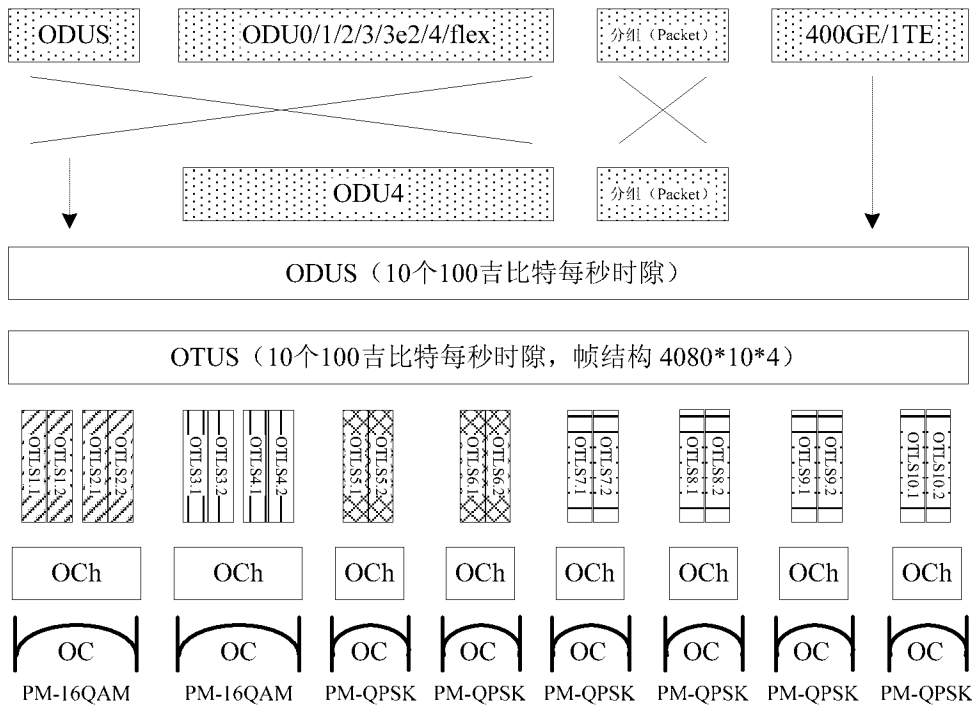 ODUS
ODU0/1/2/3/3e2/4/flex
分组（Packet）
400GE/1TE
ODU4
分组（Packet）
ODUS（10个100吉比特每秒时隙）
OTUS（10个100吉比特每秒时隙，帧结构 4080*10*4）
OTLS1.1
OTLS1.2
OTLS2.1
OTLS2.2
OTLS3.1
OTLS3.2
OTLS4.1
OTLS4.2
OTLS5.1
OTLS5.2
OTLS6.1
OTLS6.2
OTLS7.1
OTLS7.2
OTLS8.1
OTLS8.2
OTLS9.1
OTLS9.2
OTLS10.1
OTLS10.2
OCh
OCh
OCh
OCh
OCh
OCh
OCh
OCh
OC
OC
OC
OC
OC
OC
OC
OC
PM-16QAM
PM-16QAM
PM-QPSK
PM-QPSK
PM-QPSK
PM-QPSK
PM-QPSK
PM-QPSK